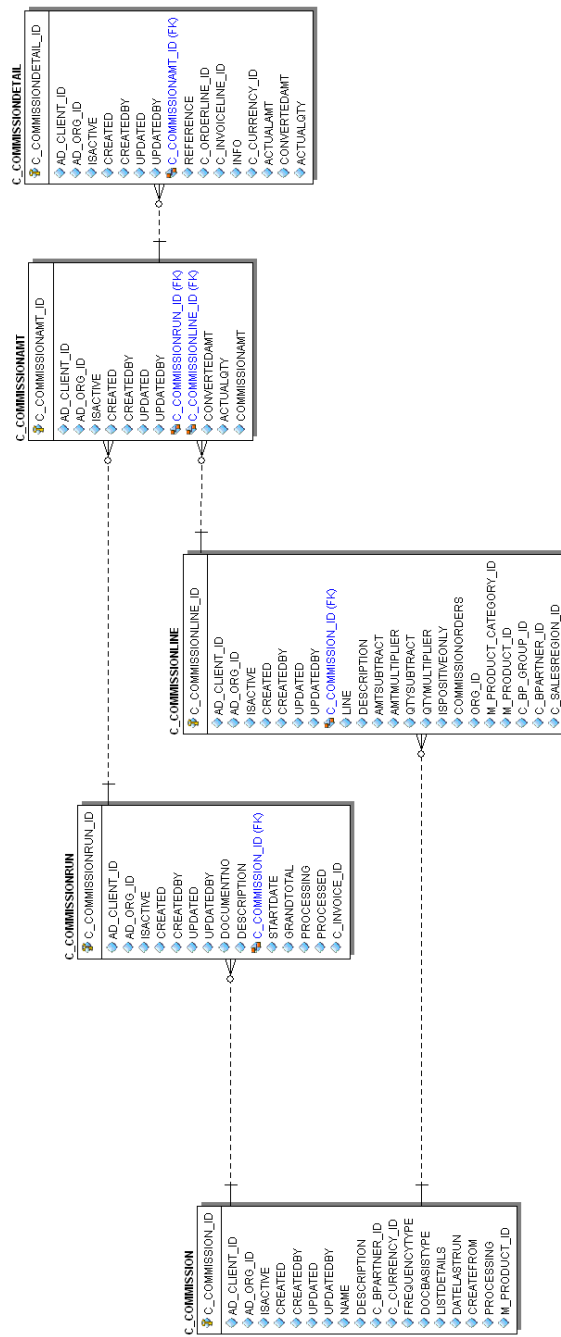 C_COMMISSION
C_COMMISSION_ID
AD_CLIENT_ID
AD_ORG_ID
ISACTIVE
CREATED
CREATEDBY
UPDATED
UPDATEDBY
NAME
DESCRIPTION
C_BPARTNER_ID
C_CURRENCY_ID
FREQUENCYTYPE
DOCBASISTYPE
LISTDETAILS
DATELASTRUN
CREATEFROM
PROCESSING
M_PRODUCT_ID
C_COMMISSIONRUN
C_COMMISSIONRUN_ID
AD_CLIENT_ID
AD_ORG_ID
ISACTIVE
CREATED
CREATEDBY
UPDATED
UPDATEDBY
DOCUMENTNO
DESCRIPTION
C_COMMISSION_ID (FK)
STARTDATE
GRANDTOTAL
PROCESSING
PROCESSED
C_INVOICE_ID
C_COMMISSIONLINE
C_COMMISSIONLINE_ID
AD_CLIENT_ID
AD_ORG_ID
ISACTIVE
CREATED
CREATEDBY
UPDATED
UPDATEDBY
C_COMMISSION_ID (FK)
LINE
DESCRIPTION
AMTSUBTRACT
AMTMULTIPLIER
QTYSUBTRACT
QTYMULTIPLIER
ISPOSITIVEONLY
COMMISSIONORDERS
ORG_ID
M_PRODUCT_CATEGORY_ID
M_PRODUCT_ID
C_BP_GROUP_ID
C_BPARTNER_ID
C_SALESREGION_ID
C_COMMISSIONAMT
C_COMMISSIONAMT_ID
AD_CLIENT_ID
AD_ORG_ID
ISACTIVE
CREATED
CREATEDBY
UPDATED
UPDATEDBY
C_COMMISSIONRUN_ID (FK)
C_COMMISSIONLINE_ID (FK)
CONVERTEDAMT
ACTUALQTY
COMMISSIONAMT
C_COMMISSIONDETAIL
C_COMMISSIONDETAIL_ID
AD_CLIENT_ID
AD_ORG_ID
ISACTIVE
CREATED
CREATEDBY
UPDATED
UPDATEDBY
C_COMMISSIONAMT_ID (FK)
REFERENCE
C_ORDERLINE_ID
C_INVOICELINE_ID
INFO
C_CURRENCY_ID
ACTUALAMT
CONVERTEDAMT
ACTUALQTY